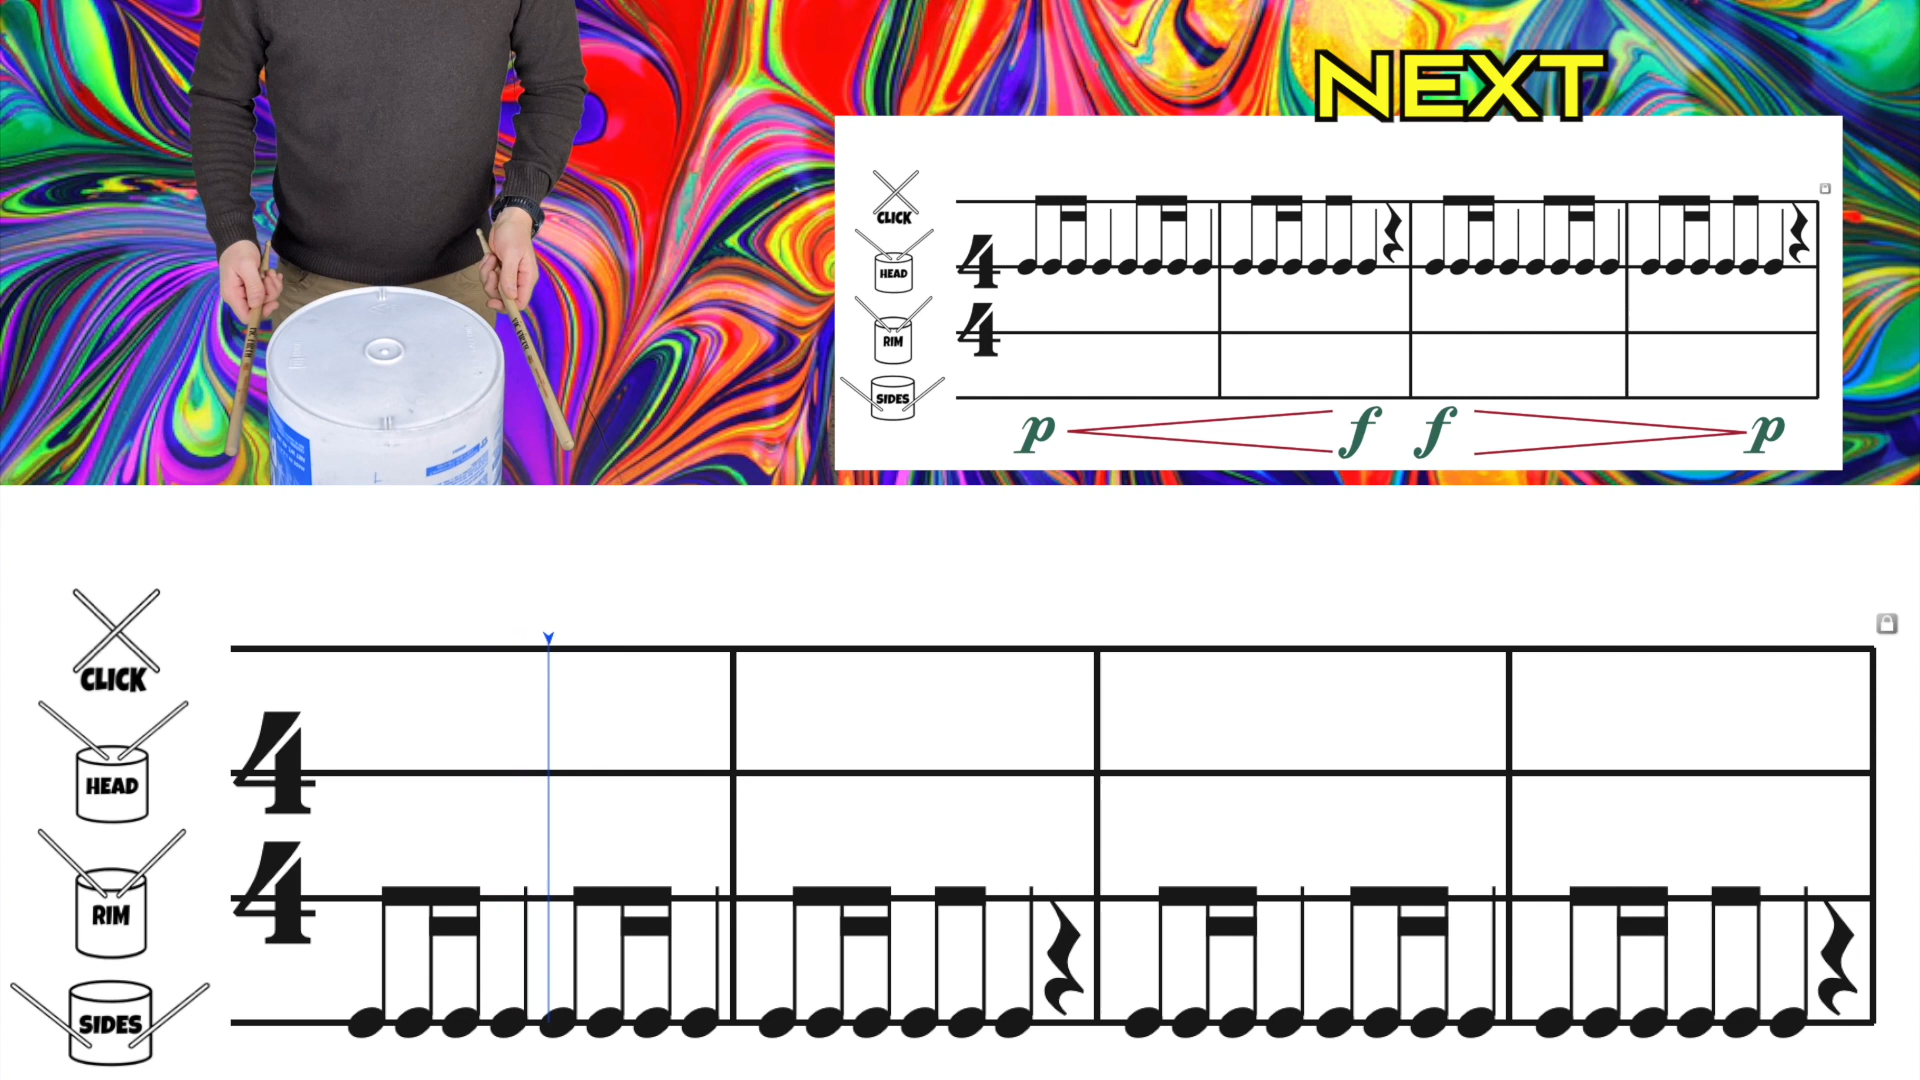 NEXT
CLICK
HEAD
RIM
SIDES
4
4
p f f p
CLICK
HEAD
RIM
SIDES
4
4